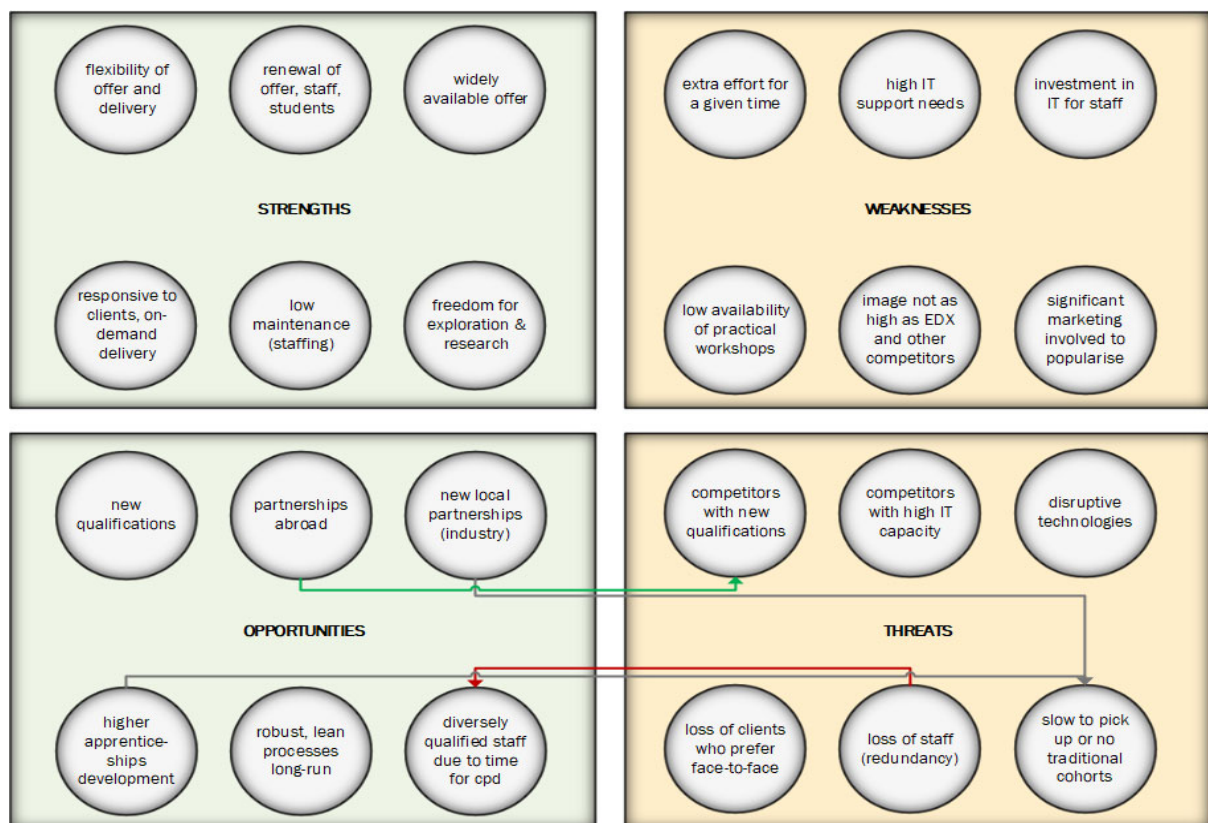 flexibility of
offer and
delivery
renewal of
offer, staff,
students
widely
available offer
STRENGTHS
responsive to
clients, on-
demand
delivery
low
maintenance
(staffing)
freedom for
exploration &
research
extra effort for
a given time
high IT
support needs
investment in
IT for staff
WEAKNESSES
low availability
of practical
workshops
image not as
high as EDX
and other
competitors
significant
marketing
involved to
popularise
new
qualifications
partnerships
abroad
new local
partnerships
(industry)
OPPORTUNITIES
higher
apprentice-
ships
development
robust, lean
processes
long-run
diversely
qualified staff
due to time
for cpd
competitors
with new
qualifications
competitors
with high IT
capacity
disruptive
technologies
THREATS
loss of clients
who prefer
face-to-face
loss of staff
(redundancy)
slow to pick
up or no
traditional
cohorts